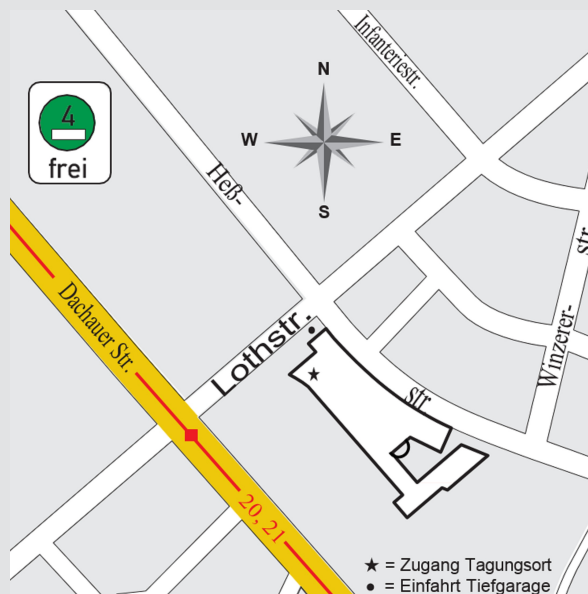 Infanteriestr.
4
frei
N
W
E
S
Heß-
str.
Winzerer-
Dachauer Str.
Lothstr.
str.
20, 21
★ = Zugang Tagungsort
● = Einfahrt Tiefgarage